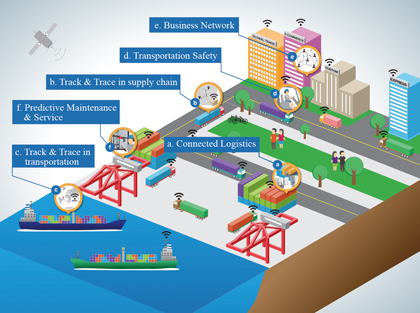 e. Business Network
d. Transportation Safety
b. Track & Trace in supply chain
f. Predictive Maintenance
& Service
a. Connected Logistics
c. Track & Trace in
transportation
e
d
b
f
a
c